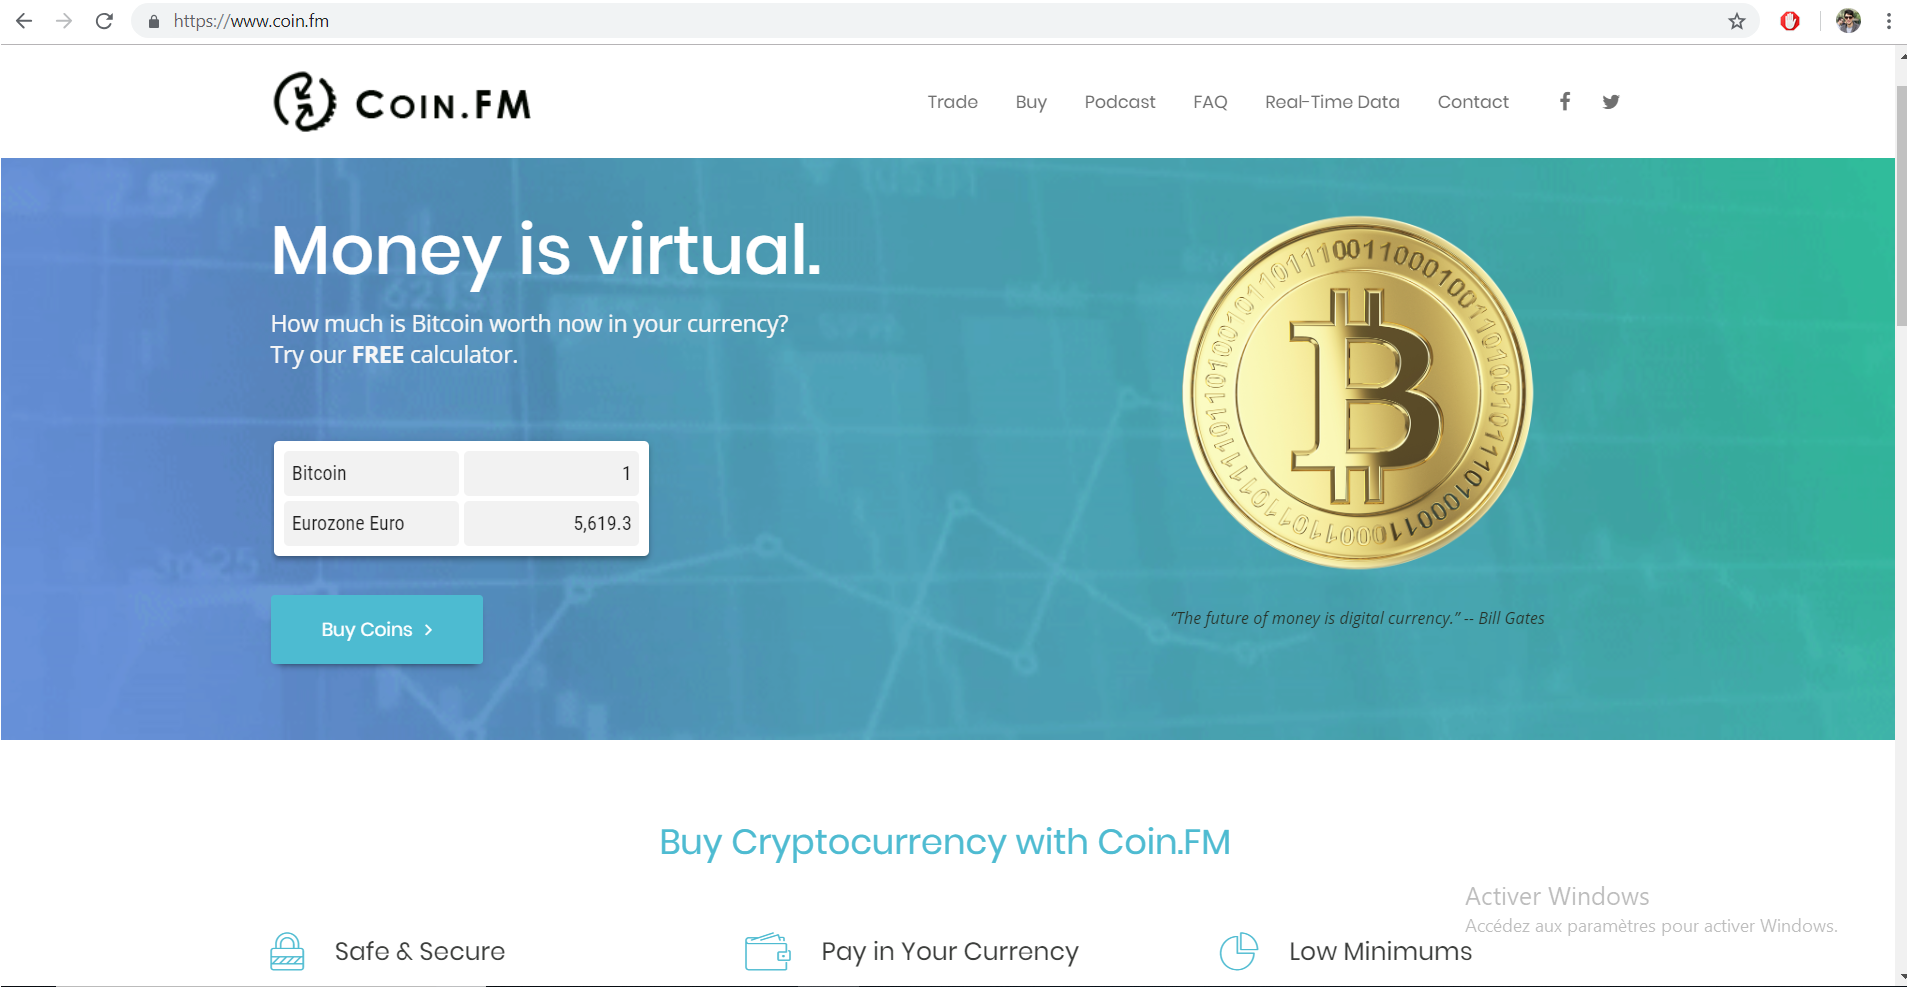 https://www.coin.fm
COIN.FM
Trade Buy Podcast FAQ Real-Time Data Contact
Money is virtual.
How much is Bitcoin worth now in your currency?
Try our FREE calculator.
Bitcoin 1
Eurozone Euro 5,619.3
Buy Coins
“The future of money is digital currency.” -- Bill Gates
Buy Cryptocurrency with Coin.FM
Safe & Secure
Pay in Your Currency
Low Minimums
Activer Windows
Accédez aux paramètres pour activer Windows.